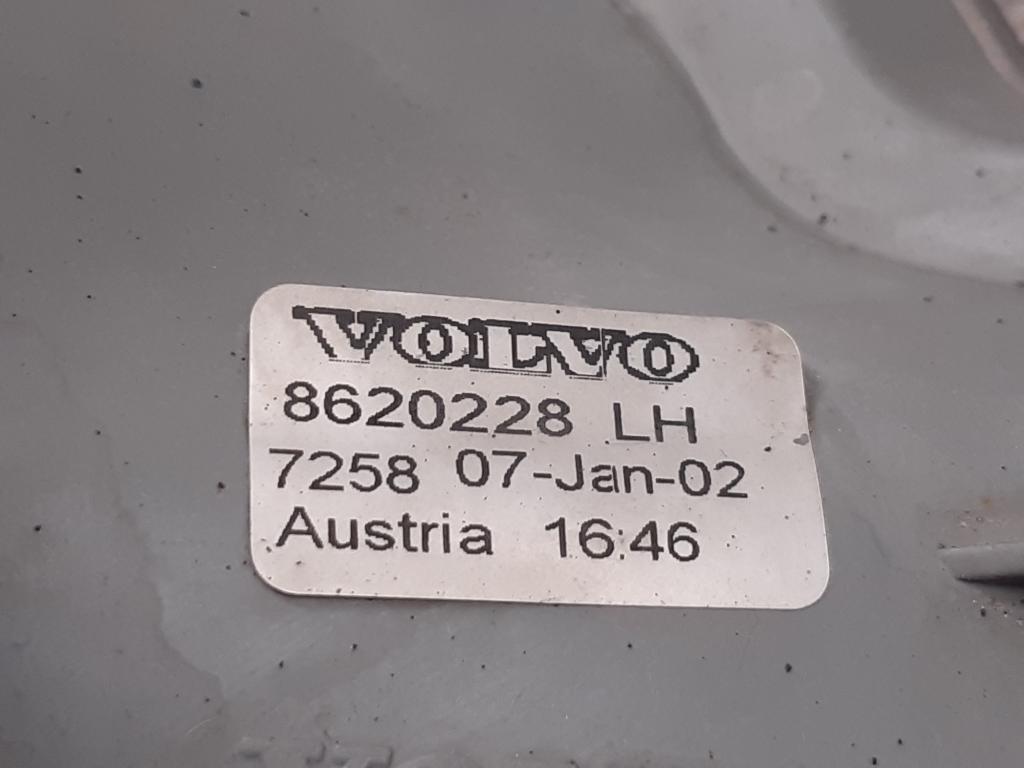 VOLVO
8620228 LH
7258 07-Jan-02
Austria 16:46